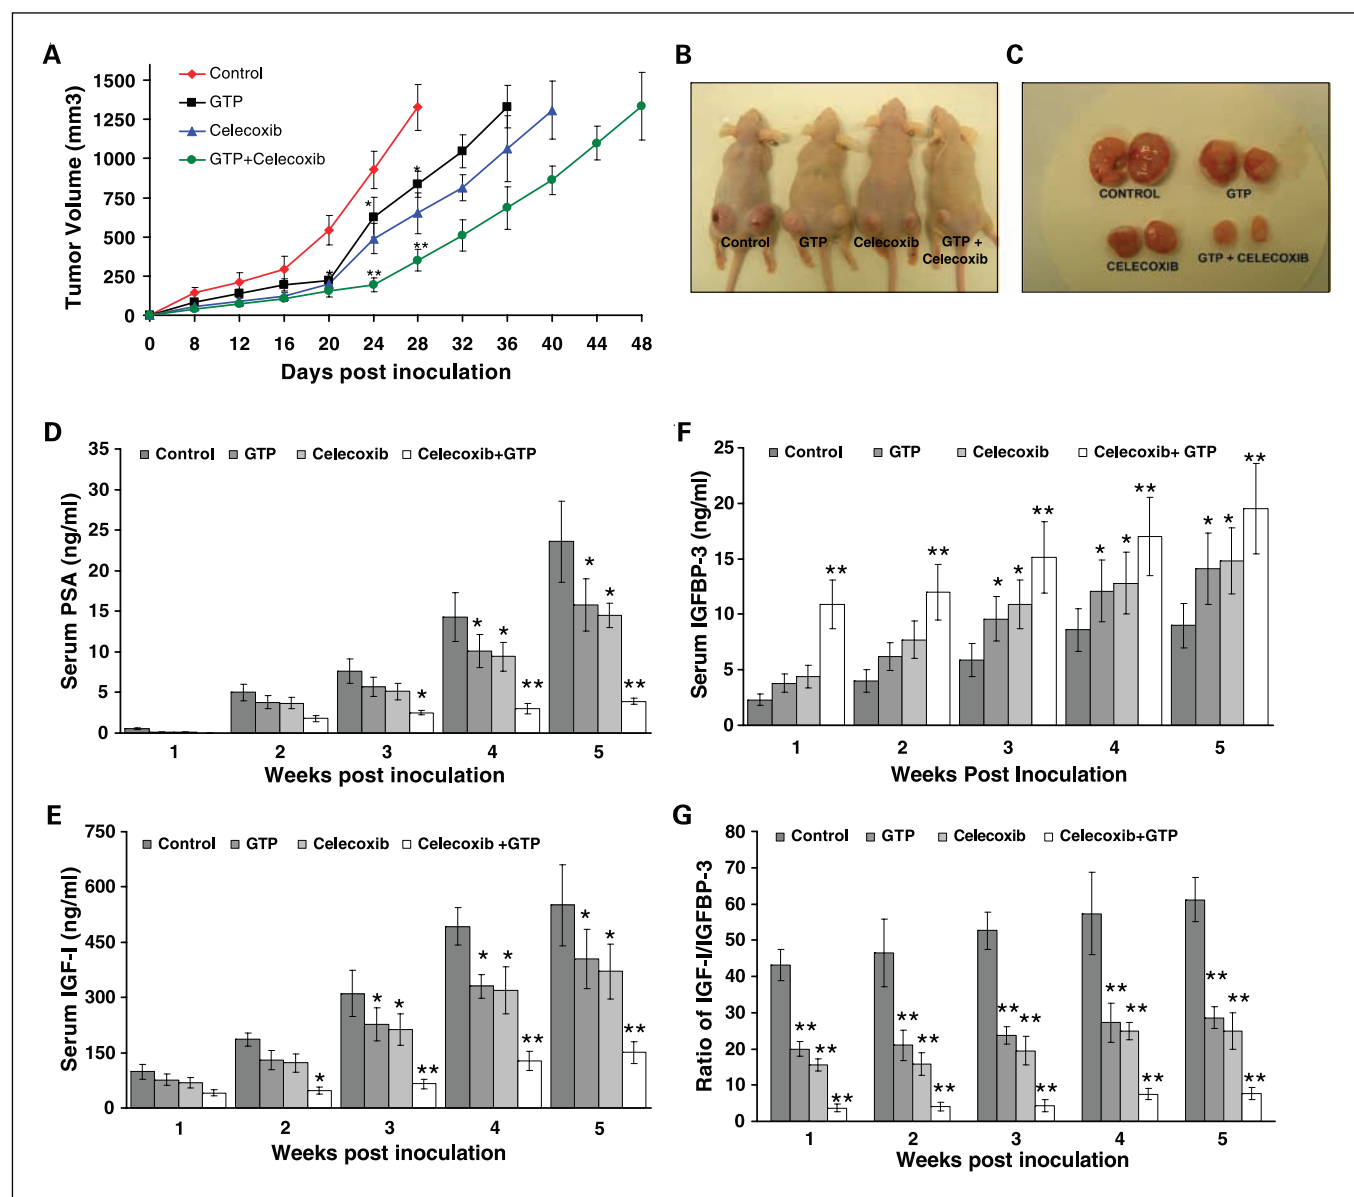 A
Control
GTP
Celecoxib
GTP+Celecoxib
Tumor Volume (mm3)
1500
1250
1000
750
500
250
0
* * * ** **
0 8 12 16 20 24 28 32 36 40 44 48
Days post inoculation
B
Control GTP Celecoxib GTP +
Celecoxib
C
CONTROL GTP
CELECOXIB GTP + CELECOXIB
D
Control GTP Celecoxib Celecoxib+GTP
Serum PSA (ng/ml)
35
30
25
20
15
10
5
0
* * * ** * * **
1 2 3 4 5
Weeks post inoculation
F
Control GTP Celecoxib Celecoxib+ GTP
Serum IGFBP-3 (ng/ml)
25
20
15
10
5
0
** ** * * ** * * ** * * **
1 2 3 4 5
Weeks Post Inoculation
E
Control GTP Celecoxib Celecoxib +GTP
Serum IGF-I (ng/ml)
750
600
450
300
150
0
* * * ** * * ** * * **
1 2 3 4 5
Weeks post inoculation
G
Control GTP Celecoxib Celecoxib+GTP
Ratio of IGF-I/IGFBP-3
80
70
60
50
40
30
20
10
0
** ** ** ** ** ** ** ** ** ** ** ** ** ** **
1 2 3 4 5
Weeks post inoculation